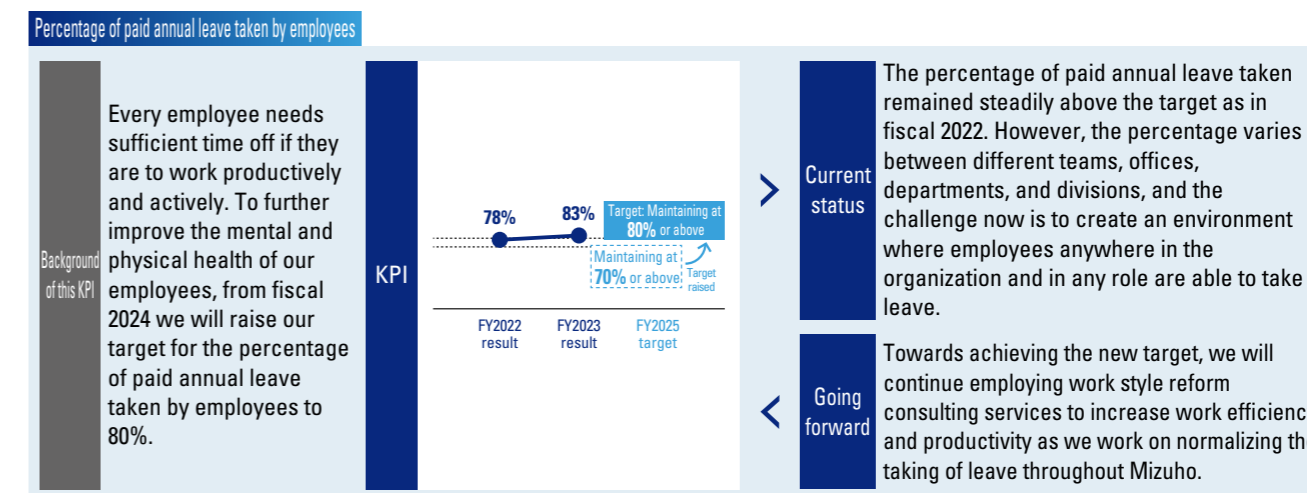 Percentage of paid annual leave taken by employees
Background
of this KPI
Every employee needs
sufficient time off if they
are to work productively
and actively. To further
improve the mental and
physical health of our
employees, from fiscal
2024 we will raise our
target for the percentage
of paid annual leave
taken by employees to
80%.
KPI
78%
83%
Target: Maintaining at
80% or above
Maintaining at
70% or above
Target
raised
FY2022
result
FY2023
result
FY2025
target
>
Current
status
The percentage of paid annual leave taken
remained steadily above the target as in
fiscal 2022. However, the percentage varies
between different teams, offices,
departments, and divisions, and the
challenge now is to create an environment
where employees anywhere in the
organization and in any role are able to take
leave.
<
Going
forward
Towards achieving the new target, we will
continue employing work style reform
consulting services to increase work efficienc
and productivity as we work on normalizing th
taking of leave throughout Mizuho.